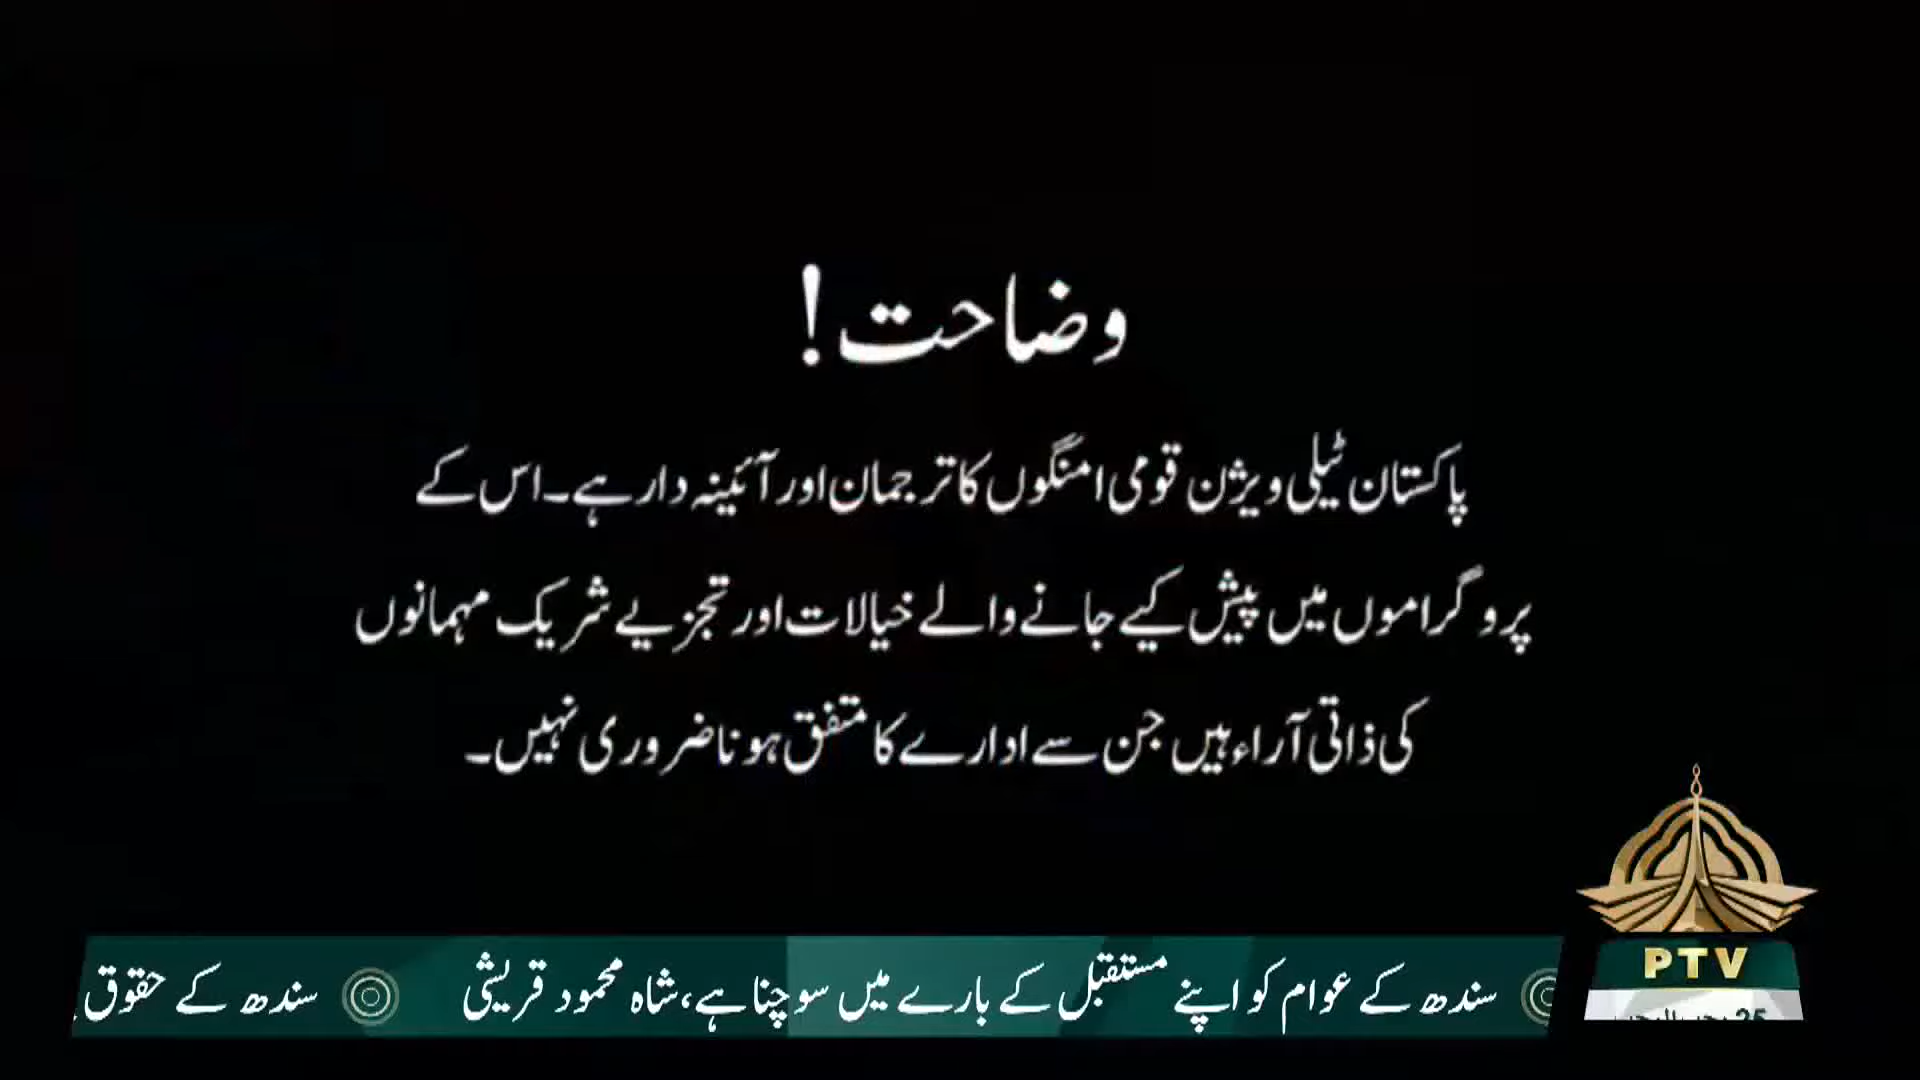 وضاحت!
پاکستان ٹیلی ویژن قومی امنگوں کا ترجمان اور آئینہ دار ہے۔ اس کے
پروگراموں میں پیش کیے جانے والے خیالات اور تجزیے شریک مہمانوں
کی ذاتی آراء ہیں جن سے ادارے کا متفق ہونا ضروری نہیں۔
PTV
سندھ کے عوام کو اپنے مستقبل کے بارے میں سوچنا ہے، شاہ محمود قریشی
سندھ کے حقوق
25